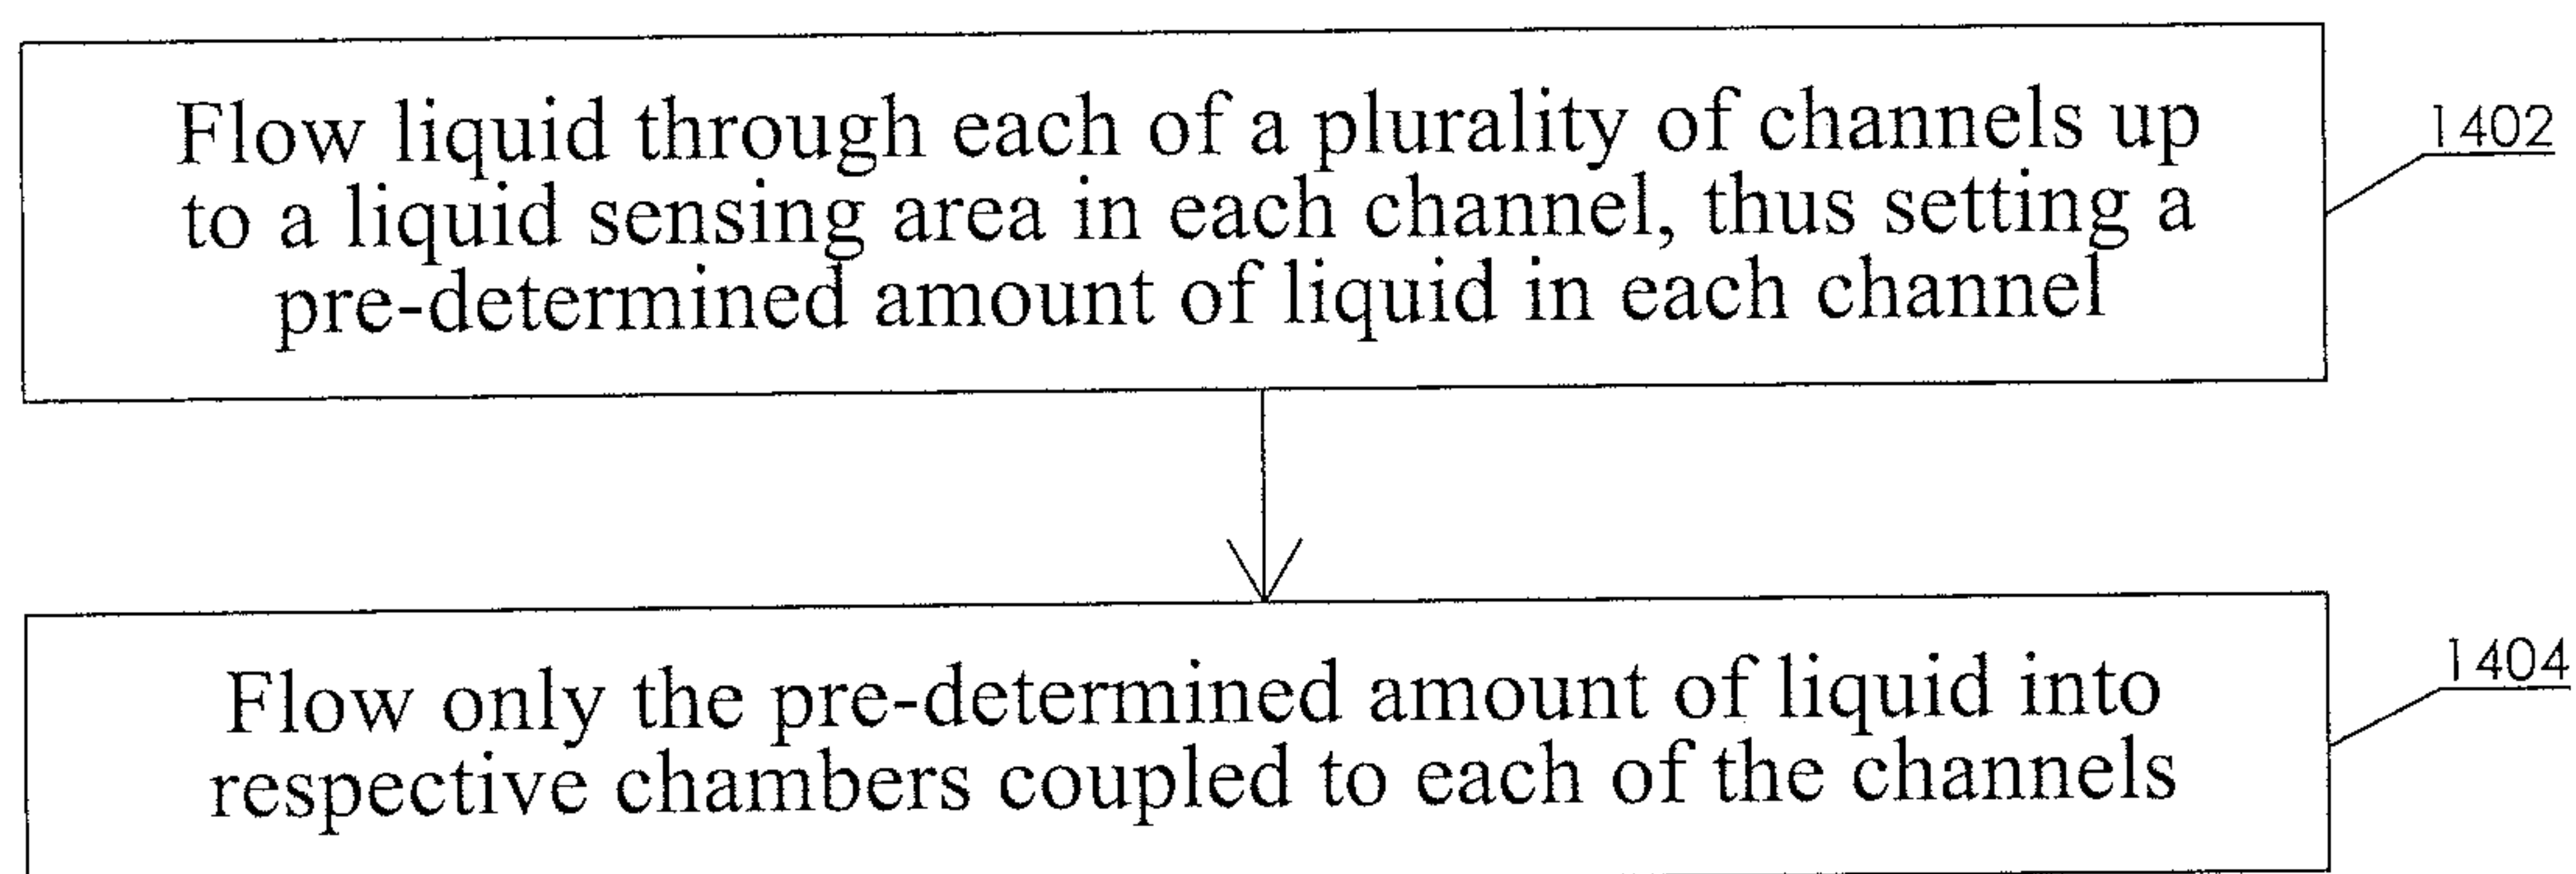 Flow liquid through each of a plurality of channels up
to a liquid sensing area in each channel, thus setting a
pre-determined amount of liquid in each channel
1402
Flow only the pre-determined amount of liquid into
respective chambers coupled to each of the channels
1404